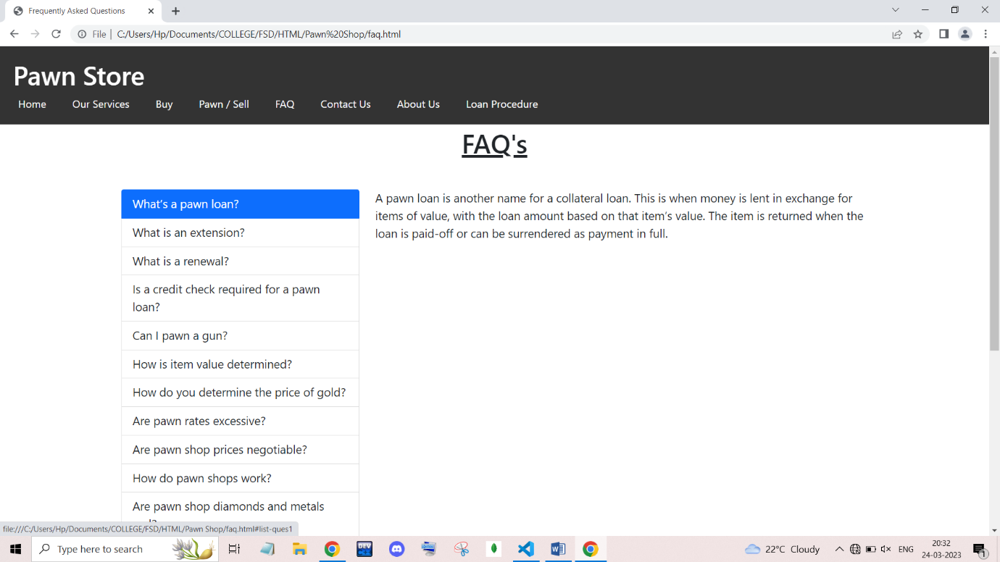 Frequently Asked Questions
File | C:/Users/Hp/Documents/COLLEGE/FSD/HTML/Pawn%20Shop/faq.html
Pawn Store
Home Our Services Buy Pawn / Sell FAQ Contact Us About Us Loan Procedure
FAQ's
What's a pawn loan?
What is an extension?
What is a renewal?
Is a credit check required for a pawn
loan?
Can I pawn a gun?
How is item value determined?
How do you determine the price of gold?
Are pawn rates excessive?
Are pawn shop prices negotiable?
How do pawn shops work?
Are pawn shop diamonds and metals
A pawn loan is another name for a collateral loan. This is when money is lent in exchange for
items of value, with the loan amount based on that item's value. The item is returned when the
loan is paid-off or can be surrendered as payment in full.
file:///C:/Users/Hp/Documents/COLLEGE/FSD/HTML/Pawn Shop/faq.html#list-ques1
Type here to search
DEV
22°C Cloudy
ENG
20:32
24-03-2023
1